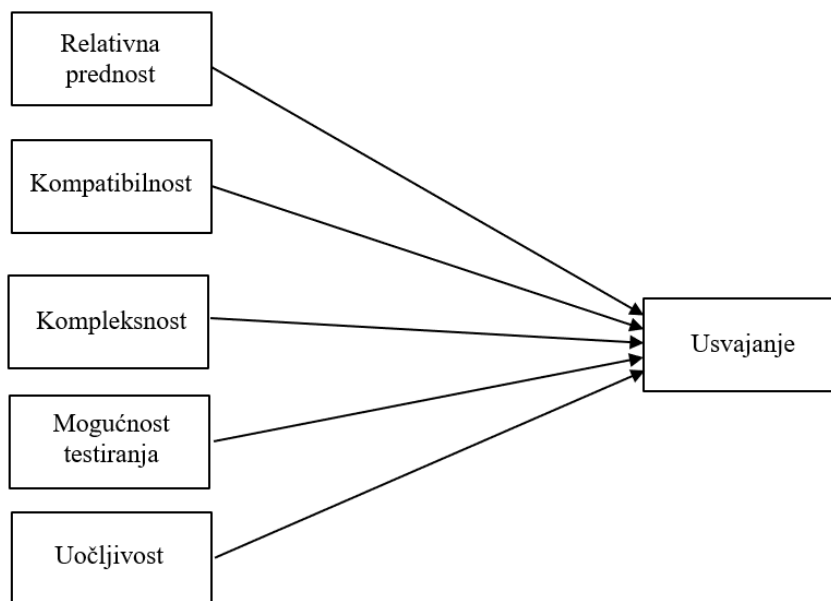 Relativna
prednost
Kompatibilnost
Kompleksnost
Usvajanje
Mogućnost
testiranja
Uočljivost